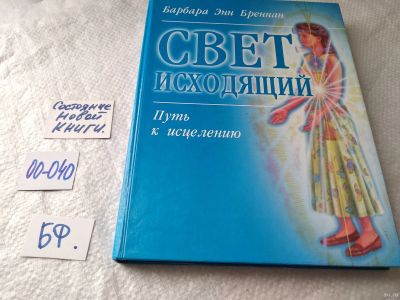 Барбара Энн Бреннан
СВЕТ
ИСХОДЯЩИЙ
Путь
к исцелению
Состояние
новой
КНИГИ.
00-040
БФ.